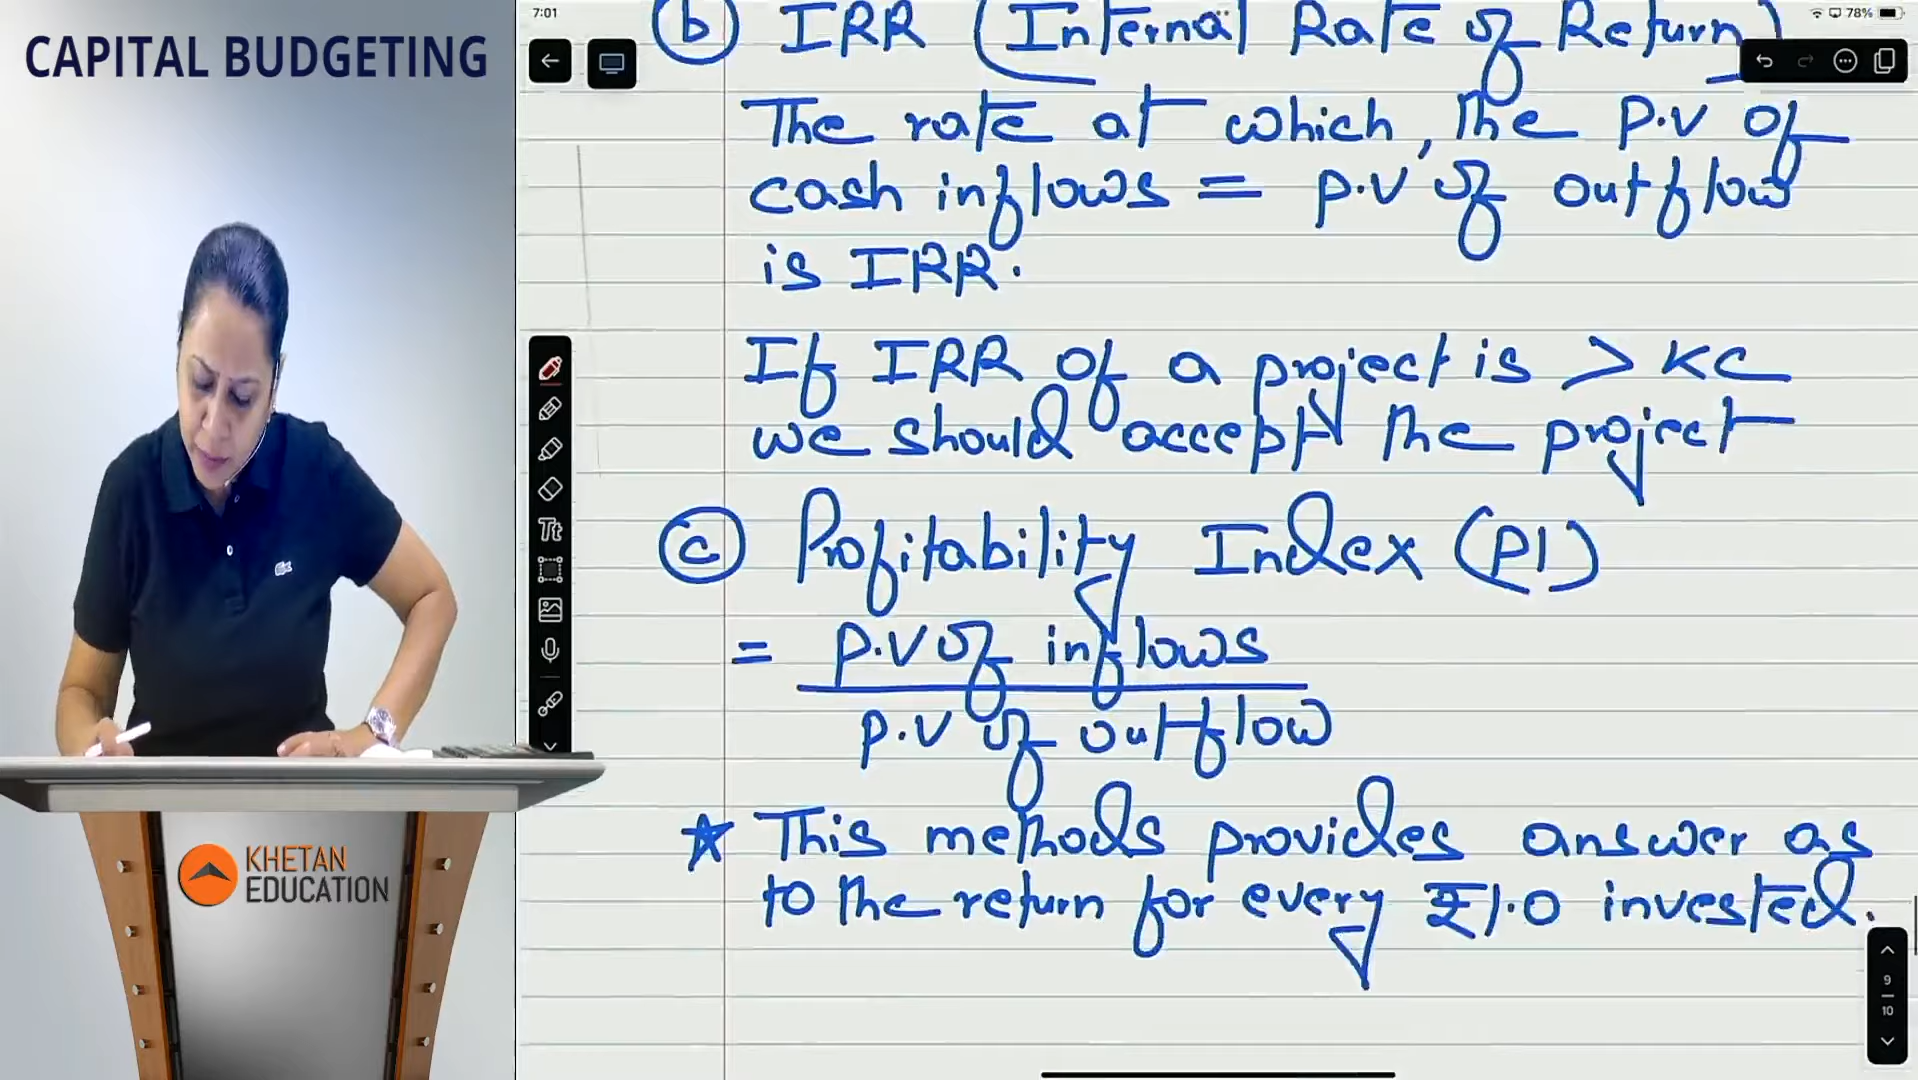 CAPITAL BUDGETING
7:01
78%
b IRR (Internal Rate of Return)
The rate at which, the P.V of
cash inflows = P.V of outflow
is IRR.
If IRR of a project is > KC
we should accept the project
c Profitability Index (PI)
= P.V of inflows
P.V of outflow
★ This methods provides answer as
to the return for every ₹1.0 invested.
Tt
KHETAN
EDUCATION
9
10